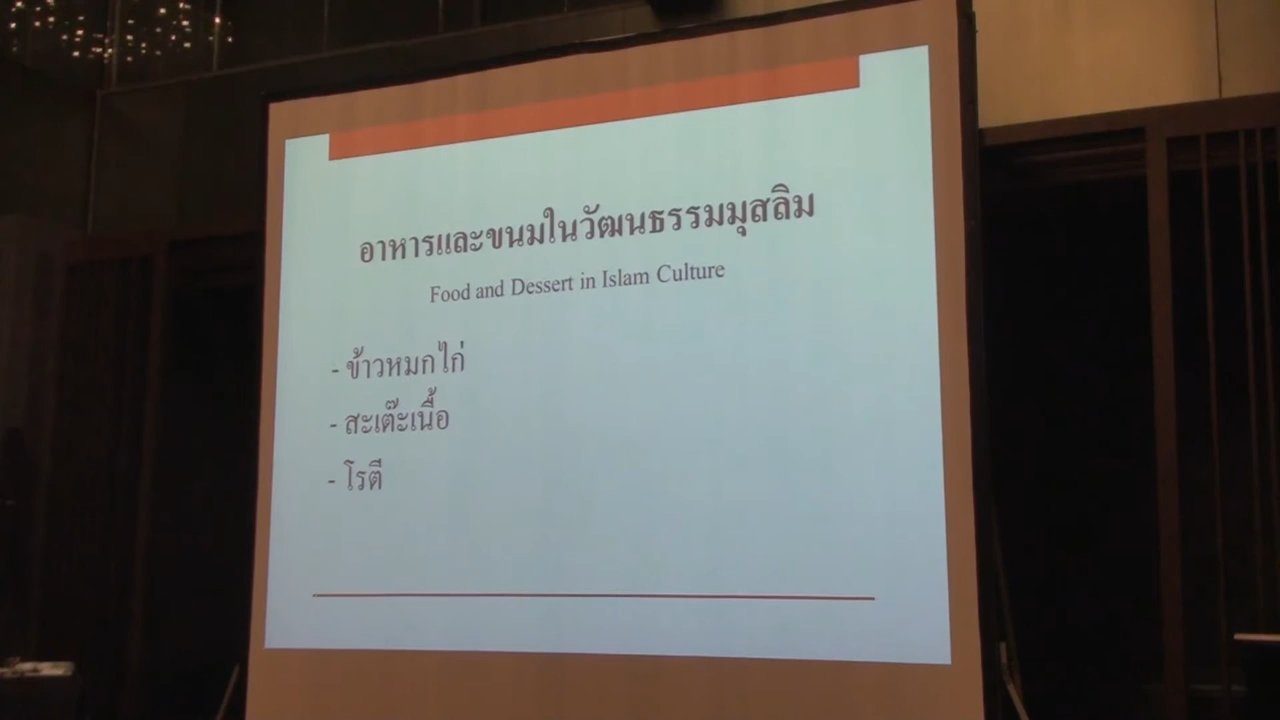 อาหารและขนมในวัฒนธรรมมุสลิม
Food and Dessert in Islam Culture
- ข้าวหมกไก่
- สะเต๊ะเนื้อ
- โรตี